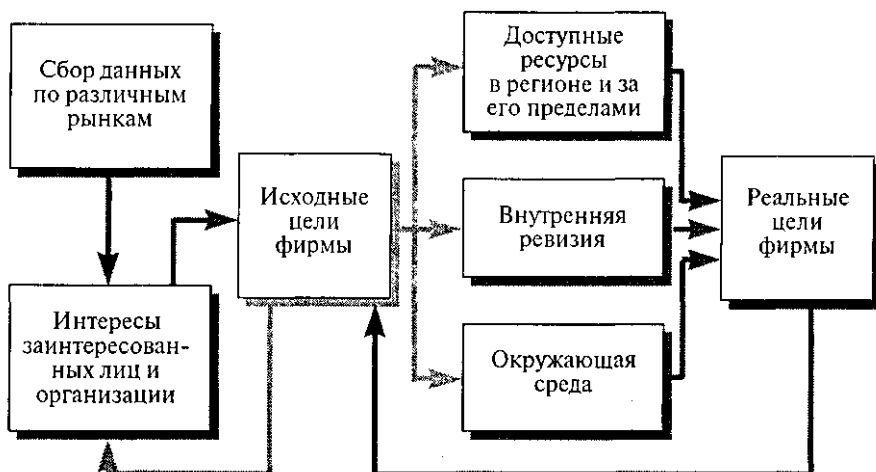 Сбор данных
по различным
рынкам
Интересы
заинтересован-
ных лиц и
организации
Исходные
цели
фирмы
Доступные
ресурсы
в регионе и за
его пределами
Внутренняя
ревизия
Окружающая
среда
Реальные
цели
фирмы